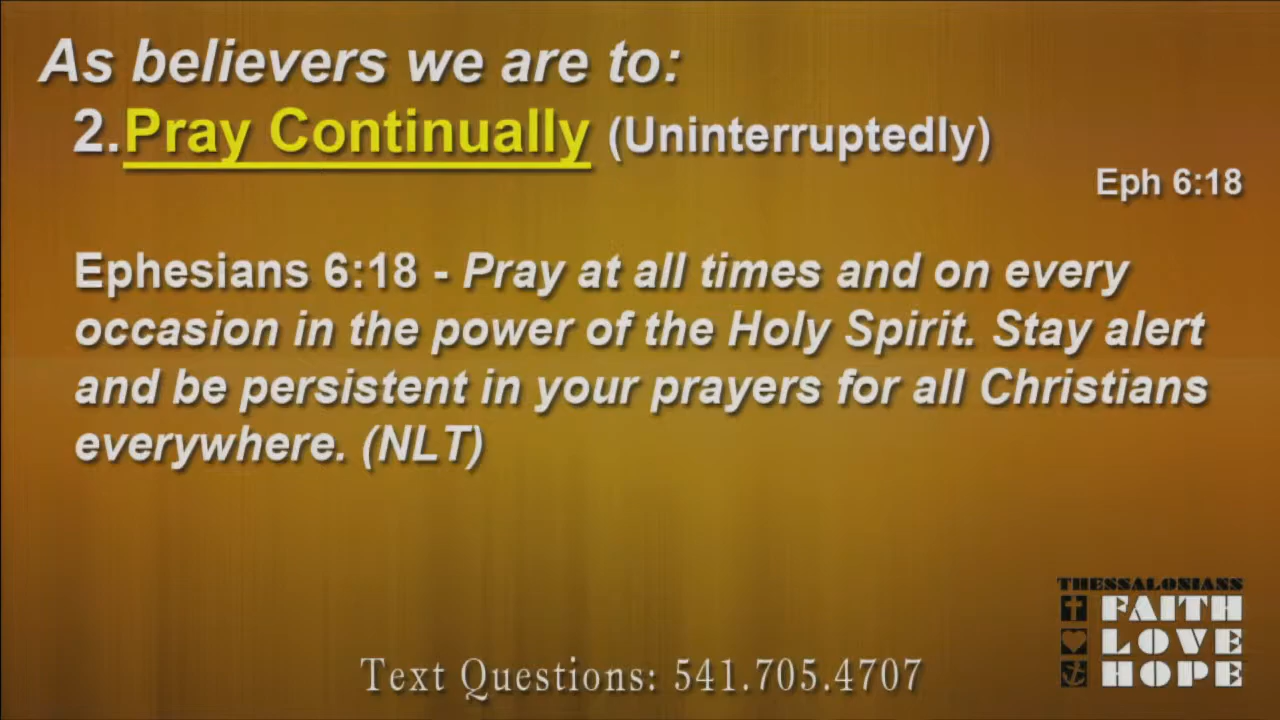 As believers we are to:
2.Pray Continually (Uninterruptedly)
Eph 6:18
Ephesians 6:18 - Pray at all times and on every
occasion in the power of the Holy Spirit. Stay alert
and be persistent in your prayers for all Christians
everywhere. (NLT)
THESSALONIANS
FAITH
LOVE
HOPE
Text Questions: 541.705.4707